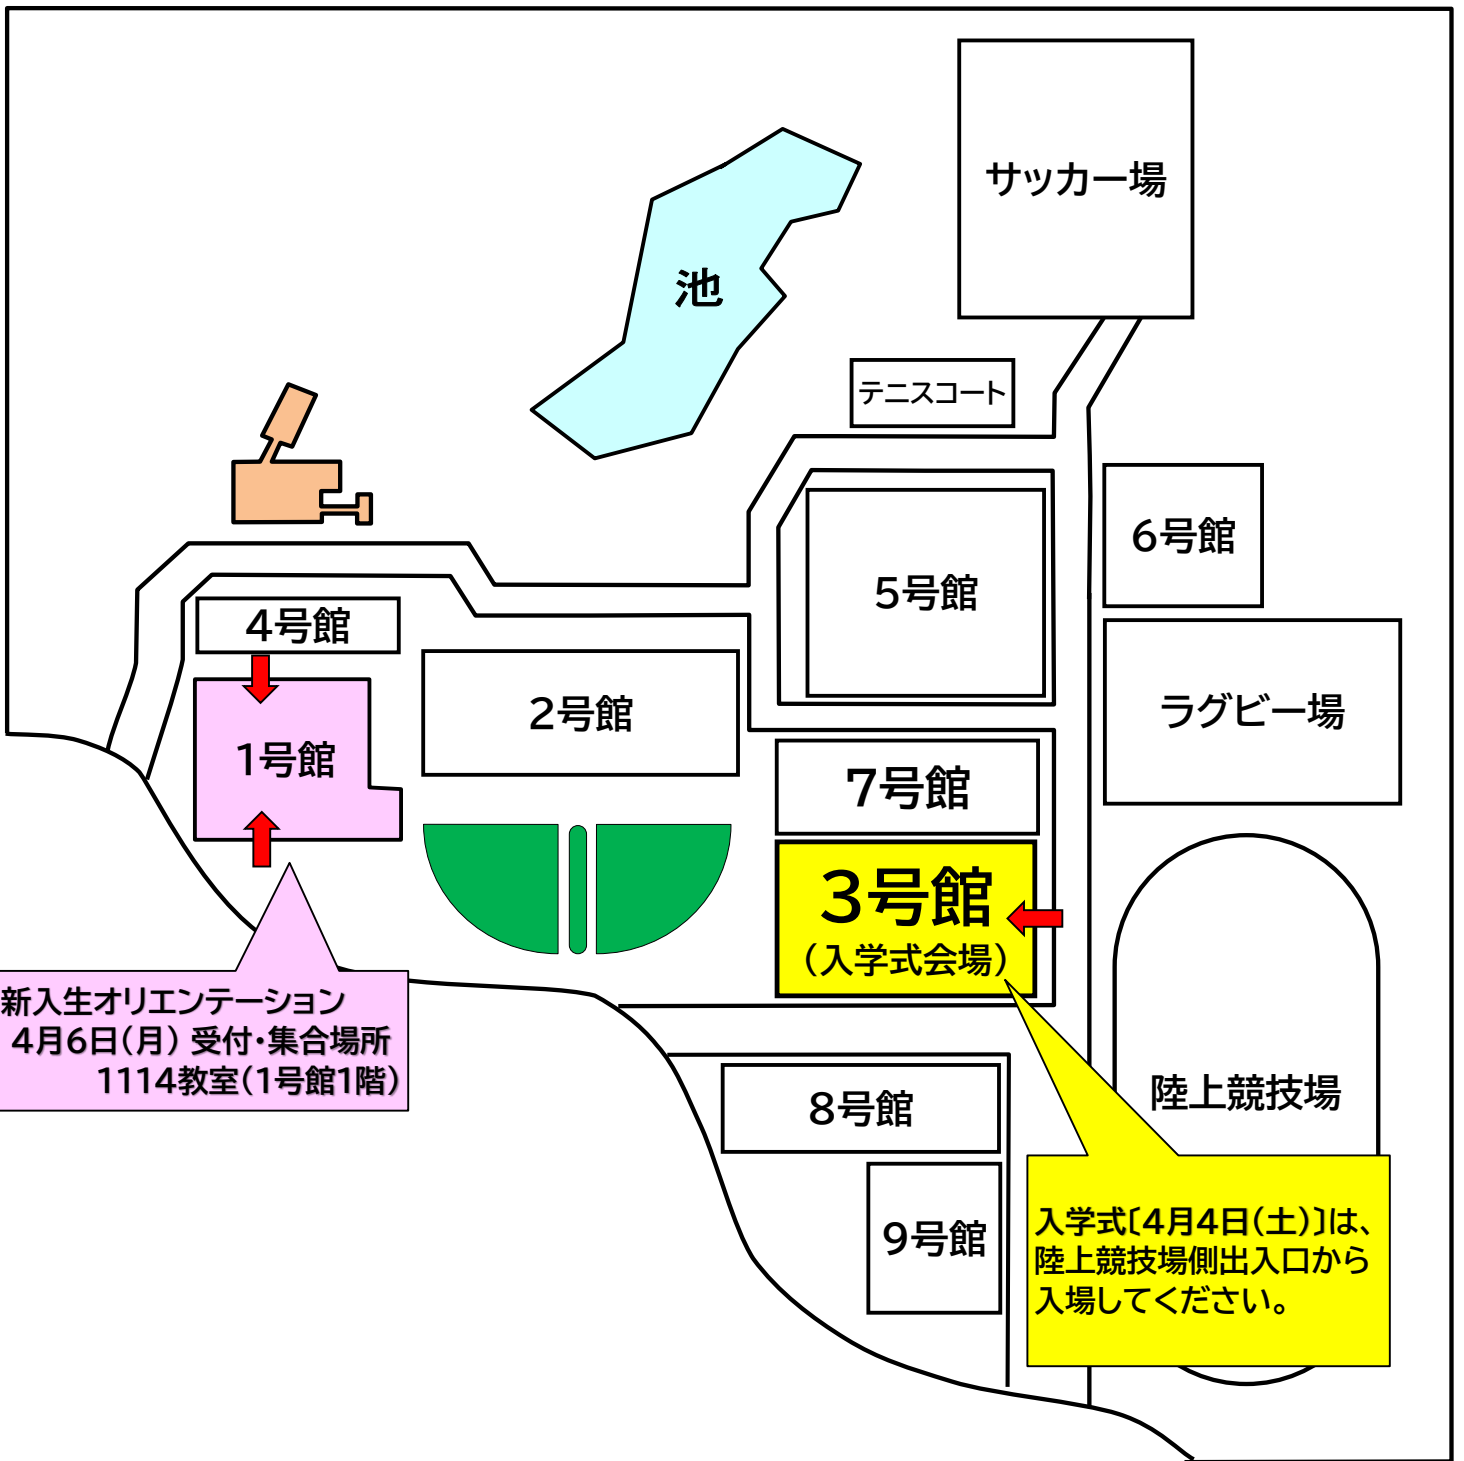 サッカー場
池
テニスコート
6号館
5号館
4号館
2号館
ラグビー場
1号館
7号館
3号館
（入学式会場）
新入生オリエンテーション
4月6日（月） 受付・集合場所
1114教室（1号館1階）
陸上競技場
8号館
9号館
入学式〔4月4日（土）〕は、
陸上競技場側出入口から
入場してください。